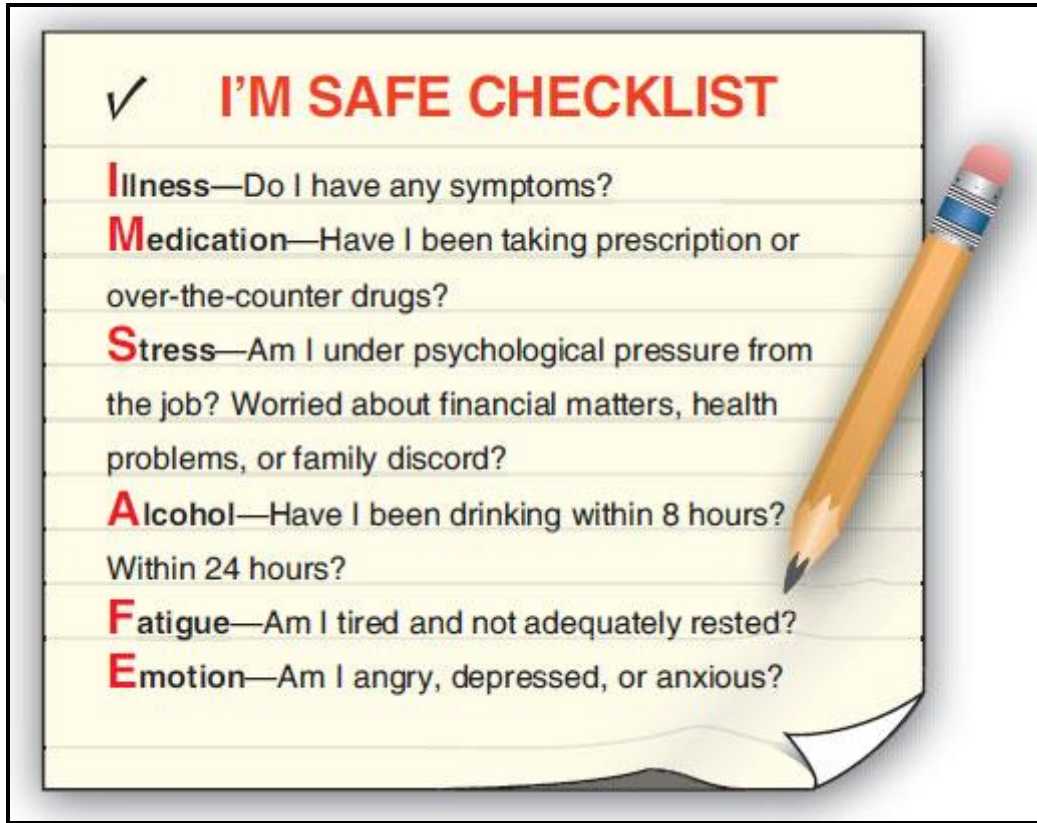 ✓ I'M SAFE CHECKLIST
Illness—Do I have any symptoms?
Medication—Have I been taking prescription or
over-the-counter drugs?
Stress—Am I under psychological pressure from
the job? Worried about financial matters, health
problems, or family discord?
Alcohol—Have I been drinking within 8 hours?
Within 24 hours?
Fatigue—Am I tired and not adequately rested?
Emotion—Am I angry, depressed, or anxious?